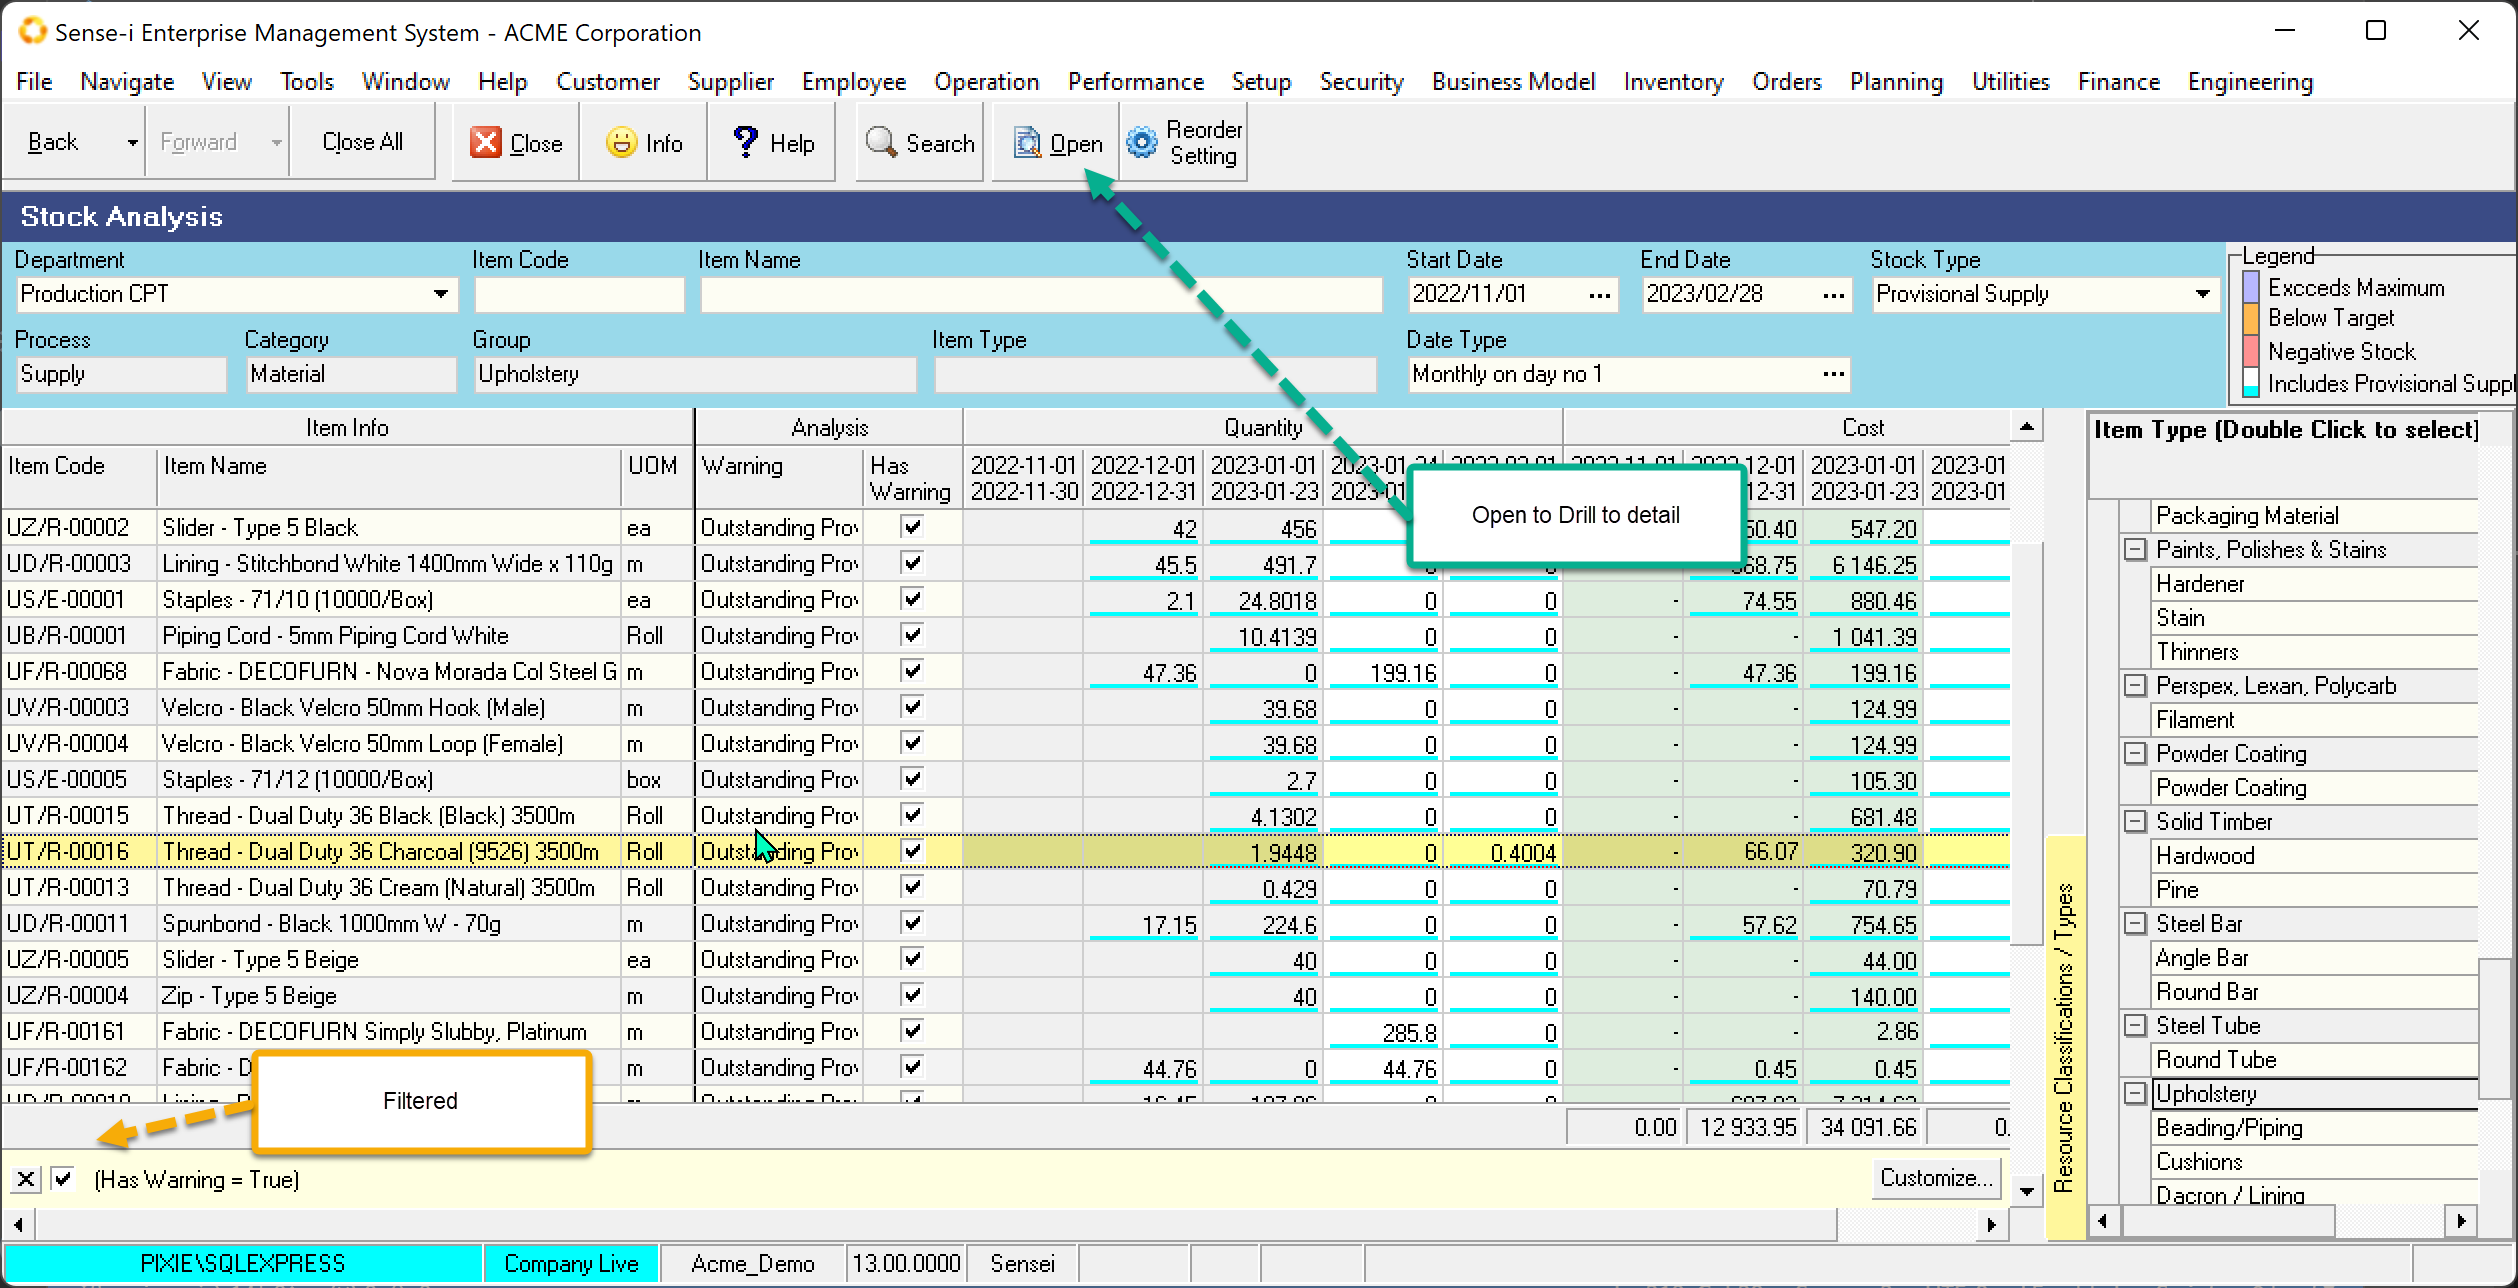 Sense-i Enterprise Management System - ACME Corporation
File Navigate View Tools Window Help Customer Supplier Employee Operation Performance Setup Security Business Model Inventory Orders Planning Utilities Finance Engineering
Back Forward Close All Close Info Help Search Open Reorder Setting
Stock Analysis
Department Item Code Item Name Start Date End Date Stock Type Legend
Production CPT 2022/11/01 ... 2023/02/28 ... Provisional Supply
Exceeds Maximum
Below Target
Process Category Group Item Type Date Type
Supply Material Upholstery Monthly on day no 1 ...
Negative Stock
Includes Provisional Suppl
Item Info Analysis Quantity Cost
Item Code Item Name UOM Warning Has Warning 2022-11-01 2022-11-30 2022-12-01 2022-12-31 2023-01-01 2023-01-23 2023-01-01 2023-01-23 2023-01 2023-01
Open to Drill to detail
UZ/R-00002 Slider - Type 5 Black ea Outstanding Prov 42 456 547.20
UD/R-00003 Lining - Stitchbond White 1400mm Wide x 110g m Outstanding Prov 45.5 491.7 6 146.25
US/E-00001 Staples - 71/10 (10000/Box) ea Outstanding Prov 2.1 24.8018 0 0 - 74.55 880.46
UB/R-00001 Piping Cord - 5mm Piping Cord White Roll Outstanding Prov 10.4139 0 0 - - 1 041.39
UF/R-00068 Fabric - DECOFURN - Nova Morada Col Steel G m Outstanding Prov 47.36 0 199.16 0 - 47.36 199.16
UV/R-00003 Velcro - Black Velcro 50mm Hook (Male) m Outstanding Prov 39.68 0 0 - - 124.99
UV/R-00004 Velcro - Black Velcro 50mm Loop (Female) m Outstanding Prov 39.68 0 0 - - 124.99
US/E-00005 Staples - 71/12 (10000/Box) box Outstanding Prov 2.7 0 0 - - 105.30
UT/R-00015 Thread - Dual Duty 36 Black (Black) 3500m Roll Outstanding Prov 4.1302 0 0 - - 681.48
UT/R-00016 Thread - Dual Duty 36 Charcoal (9526) 3500m Roll Outstanding Prov 1.9448 0 0.4004 - 66.07 320.90
UT/R-00013 Thread - Dual Duty 36 Cream (Natural) 3500m Roll Outstanding Prov 0.429 0 0 - - 70.79
UD/R-00011 Spunbond - Black 1000mm W - 70g m Outstanding Prov 17.15 224.6 0 0 - 57.62 754.65
UZ/R-00005 Slider - Type 5 Beige ea Outstanding Prov 40 0 0 - - 44.00
UZ/R-00004 Zip - Type 5 Beige m Outstanding Prov 40 0 0 - - 140.00
UF/R-00161 Fabric - DECOFURN Simply Slubby, Platinum m Outstanding Prov 285.8 0 - - 2.86
UF/R-00162 Fabric - D m Outstanding Prov 44.76 0 44.76 0 - 0.45 0.45
Filtered
0.00 12 933.95 34 091.66 0.
(Has Warning = True) Customize...
Resource Classifications / Types
Item Type (Double Click to select)
Packaging Material
Paints, Polishes & Stains
Hardener
Stain
Thinners
Perspex, Lexan, Polycarb
Filament
Powder Coating
Powder Coating
Solid Timber
Hardwood
Pine
Steel Bar
Angle Bar
Round Bar
Steel Tube
Round Tube
Upholstery
Beading/Piping
Cushions
Dacron / Lining
PIXIE\SQLEXPRESS Company Live Acme_Demo 13.00.0000 Sensei